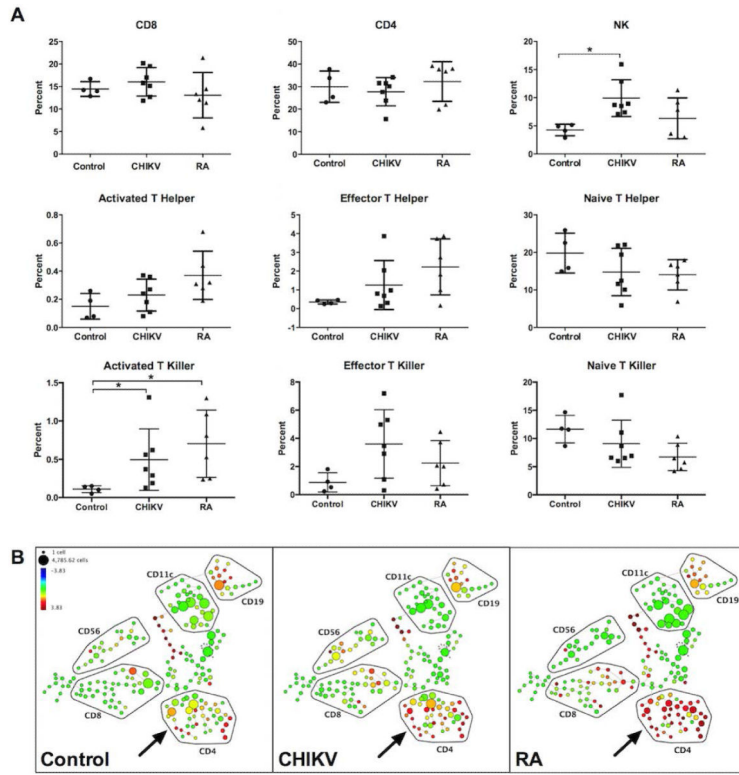 A
CD8
CD4
NK
Percent
25
20
15
10
5
0
Control
CHIKV
RA
Percent
50
40
30
20
10
0
Control
CHIKV
RA
Percent
20
15
10
5
0
*
Control
CHIKV
RA
Activated T Helper
Effector T Helper
Naive T Helper
Percent
0.8
0.6
0.4
0.2
0.0
Control
CHIKV
RA
Percent
5
4
3
2
1
0
-1
Control
CHIKV
RA
Percent
30
20
10
0
Control
CHIKV
RA
Activated T Killer
Effector T Killer
Naive T Killer
Percent
1.5
1.0
0.5
0.0
*
*
Control
CHIKV
RA
Percent
8
6
4
2
0
Control
CHIKV
RA
Percent
20
15
10
5
0
Control
CHIKV
RA
B
1 cell
4,785.62 cells
-3.83
3.83
CD11c
CD19
CD56
CD8
CD4
Control
CD11c
CD19
CD56
CD8
CD4
CHIKV
CD11c
CD19
CD56
CD8
CD4
RA